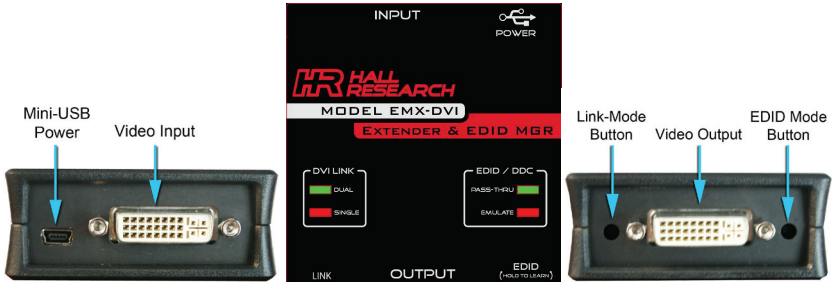 Mini-USB
Power
Video Input
INPUT
POWER
HR HALL
RESEARCH
MODEL EMX-DVI
EXTENDER & EDID MGR
DVI LINK
DUAL
SINGLE
EDID / DDC
PASS-THRU
EMULATE
LINK
OUTPUT
EDID
(HOLD TO LEARN)
Link-Mode
Button
Video Output
EDID Mode
Button